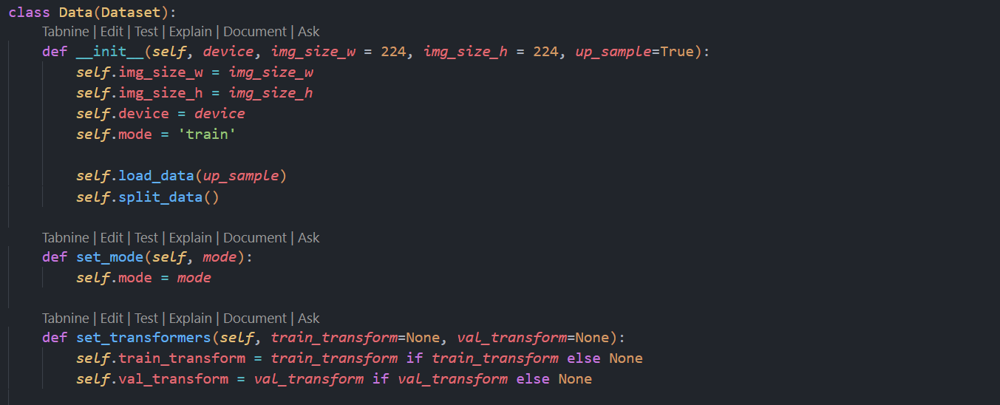 class Data(Dataset):
Tabnine | Edit | Test | Explain | Document | Ask
def __init__(self, device, img_size_w = 224, img_size_h = 224, up_sample=True):
self.img_size_w = img_size_w
self.img_size_h = img_size_h
self.device = device
self.mode = 'train'
self.load_data(up_sample)
self.split_data()
Tabnine | Edit | Test | Explain | Document | Ask
def set_mode(self, mode):
self.mode = mode
Tabnine | Edit | Test | Explain | Document | Ask
def set_transformers(self, train_transform=None, val_transform=None):
self.train_transform = train_transform if train_transform else None
self.val_transform = val_transform if val_transform else None